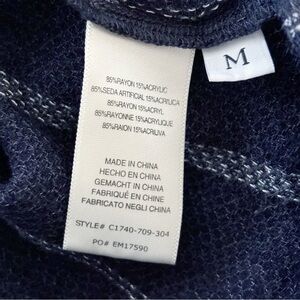 M
85%RAYON 15%ACRYLIC
85%SEDA ARTIFICIAL 15%ACRILICA
85%RAYON 15%ACRYL
85%RAYONNE 15%ACRYLIQUE
85%RAION 15%ACRILIVA
MADE IN CHINA
HECHO EN CHINA
GEMACHT IN CHINA
FABRIQUÉ EN CHINE
FABRICATO NEGLI CHINA
STYLE# C1740-709-304
PO# EM17590